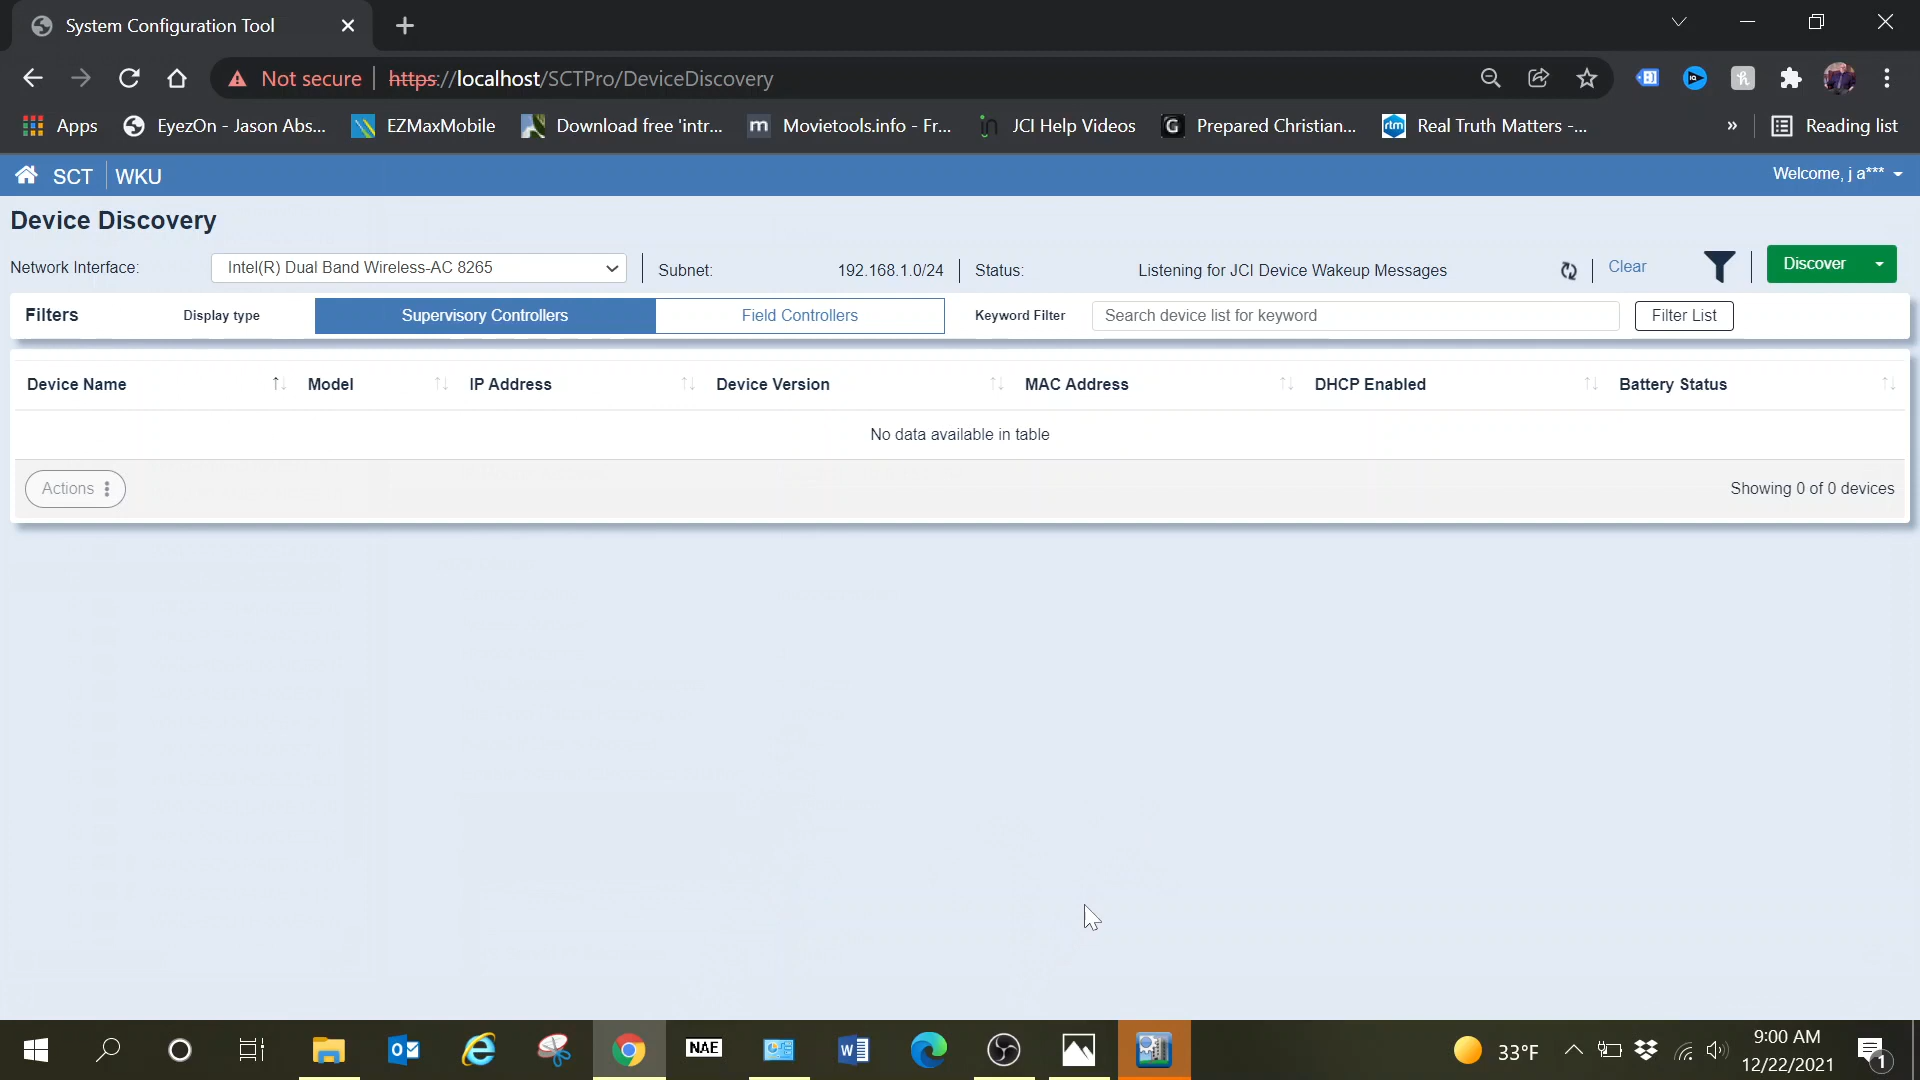 System Configuration Tool
Not secure https://localhost/SCTPro/DeviceDiscovery
Apps EyezOn - Jason Abs... EZMaxMobile Download free 'intr... m Movietools.info - Fr... in JCI Help Videos G Prepared Christian... rtm Real Truth Matters -... » Reading list
SCT WKU Welcome, j a***
Device Discovery
Network Interface: Intel(R) Dual Band Wireless-AC 8265 Subnet: 192.168.1.0/24 Status: Listening for JCI Device Wakeup Messages Clear Discover
Filters Display type Supervisory Controllers Field Controllers Keyword Filter Search device list for keyword Filter List
Device Name Model IP Address Device Version MAC Address DHCP Enabled Battery Status
No data available in table
Actions Showing 0 of 0 devices
NAE 33°F 9:00 AM
12/22/2021 1